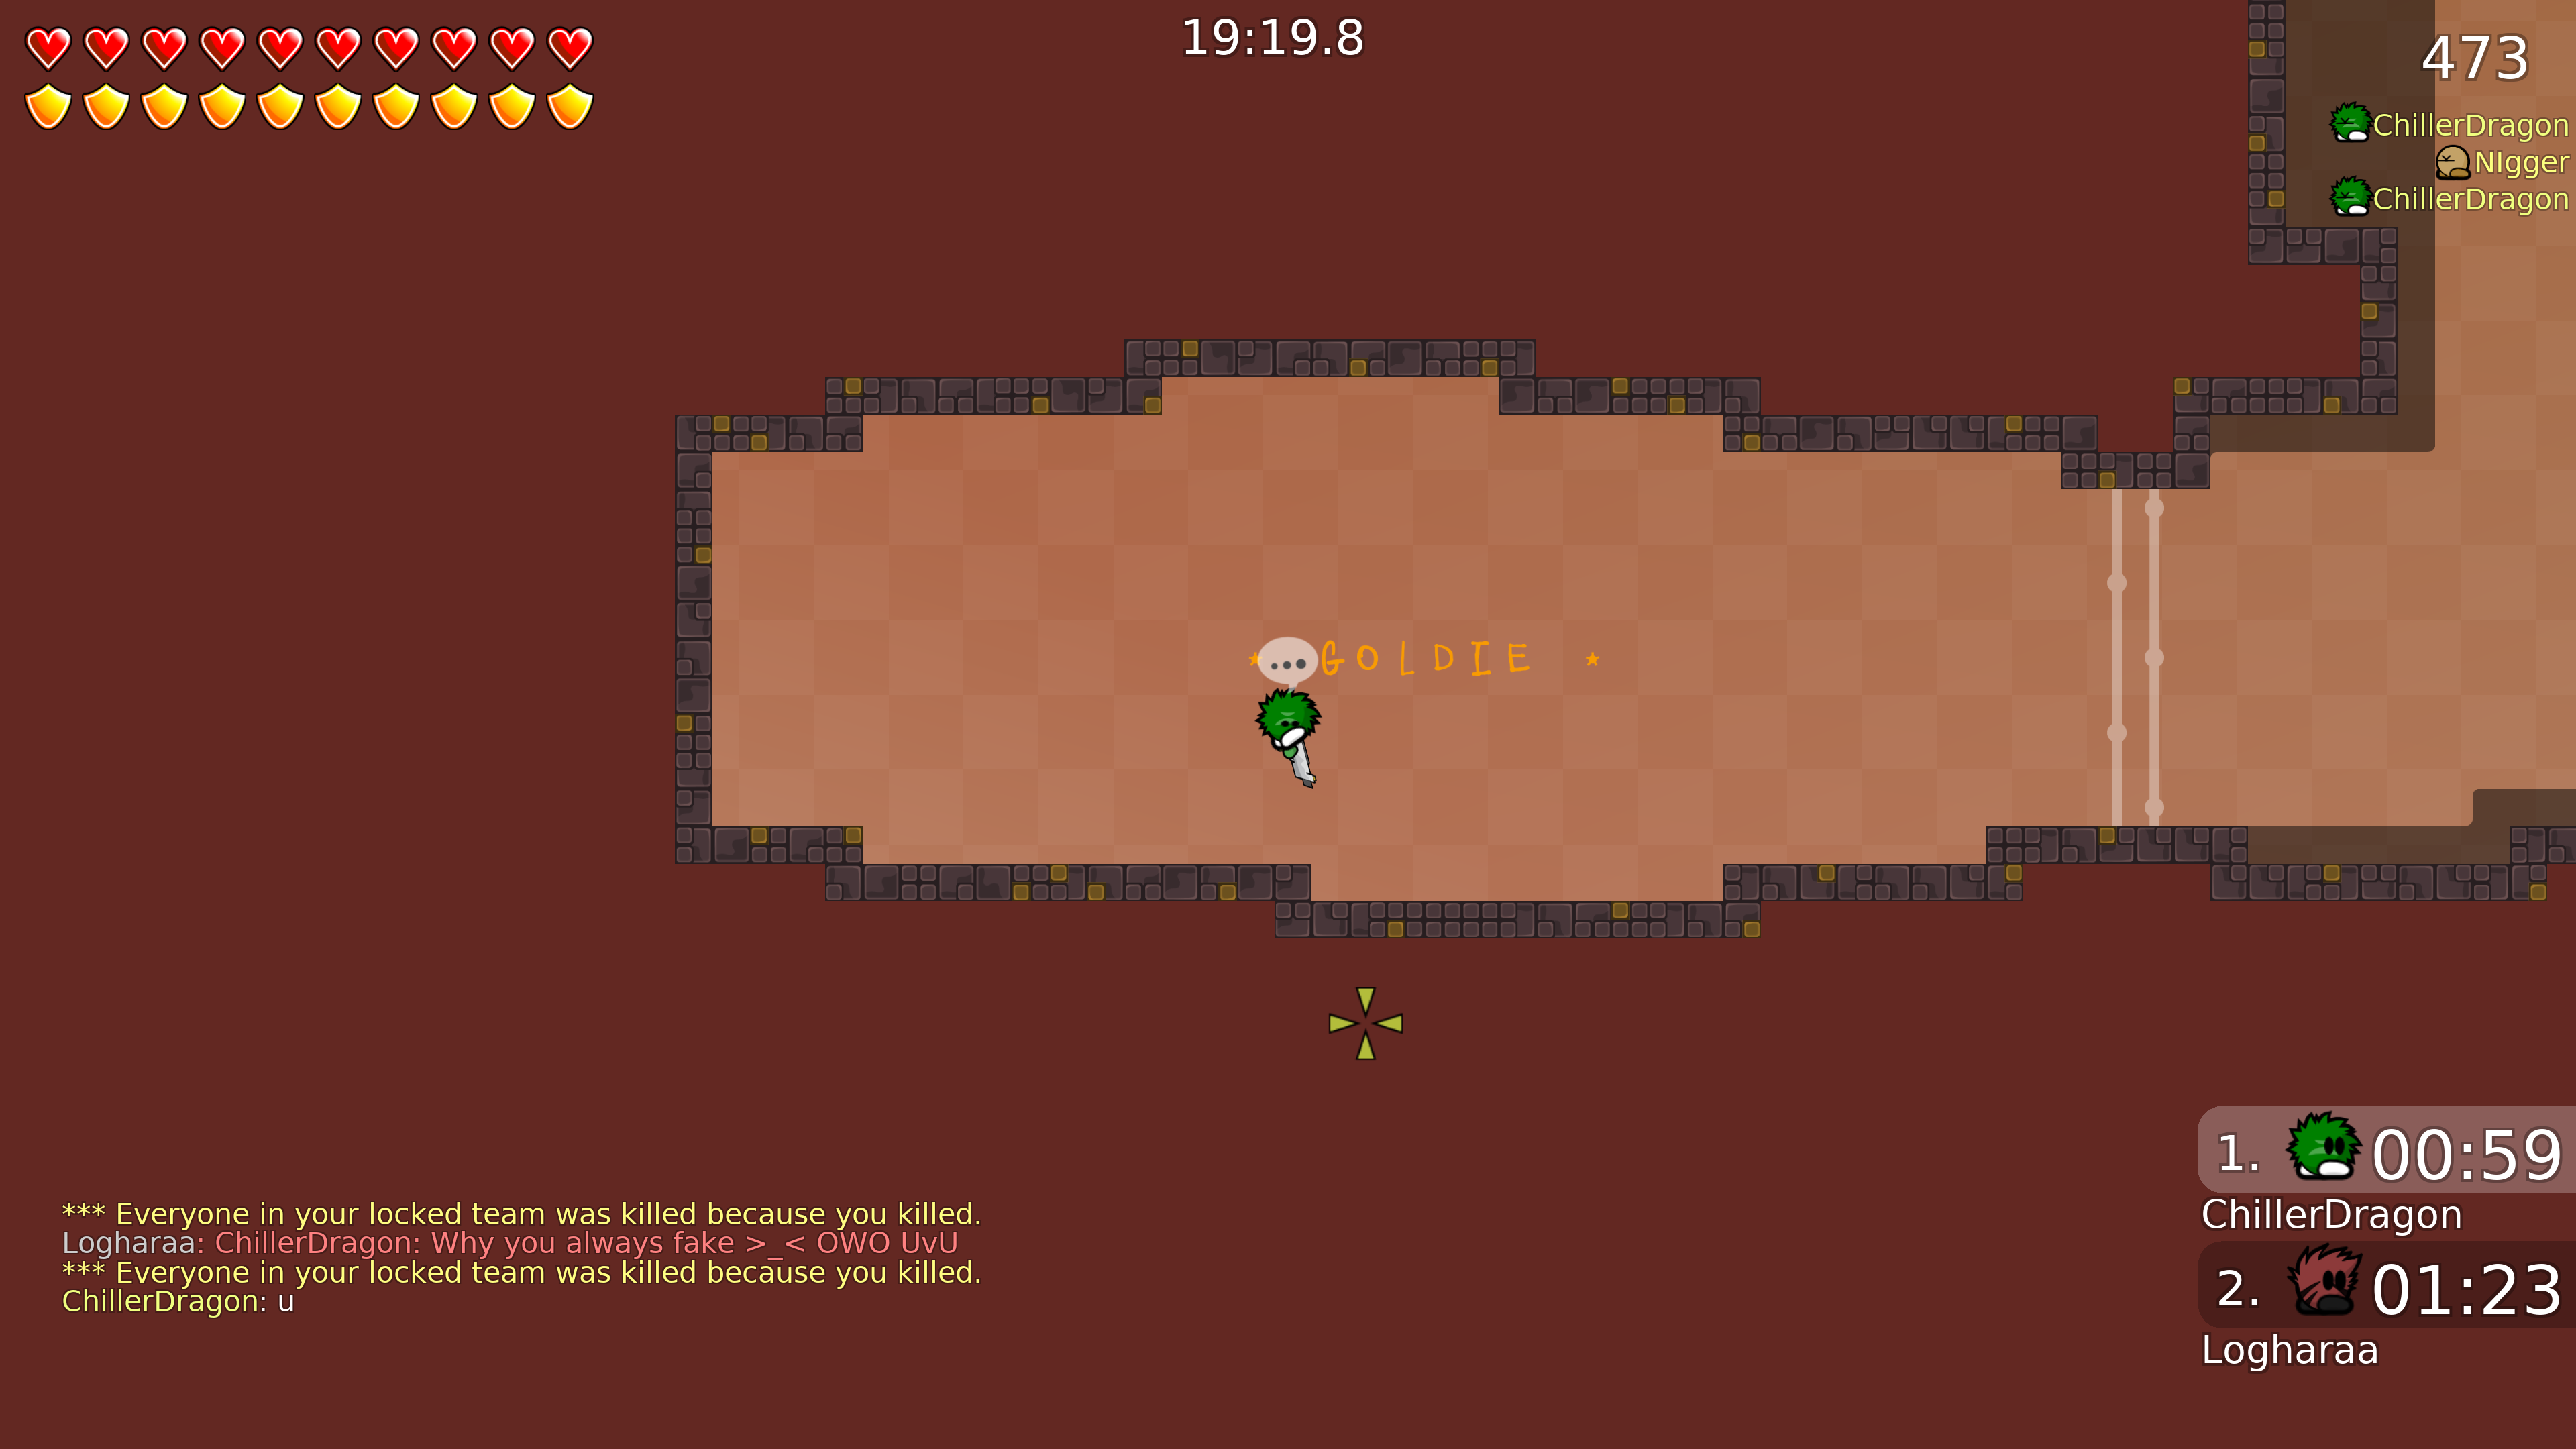 19:19.8
473
ChillerDragon
NIgger
ChillerDragon
★ GOLDIE ★
*** Everyone in your locked team was killed because you killed.
Logharaa: ChillerDragon: Why you always fake >_< OWO UvU
*** Everyone in your locked team was killed because you killed.
ChillerDragon: u
1. 00:59
ChillerDragon
2. 01:23
Logharaa